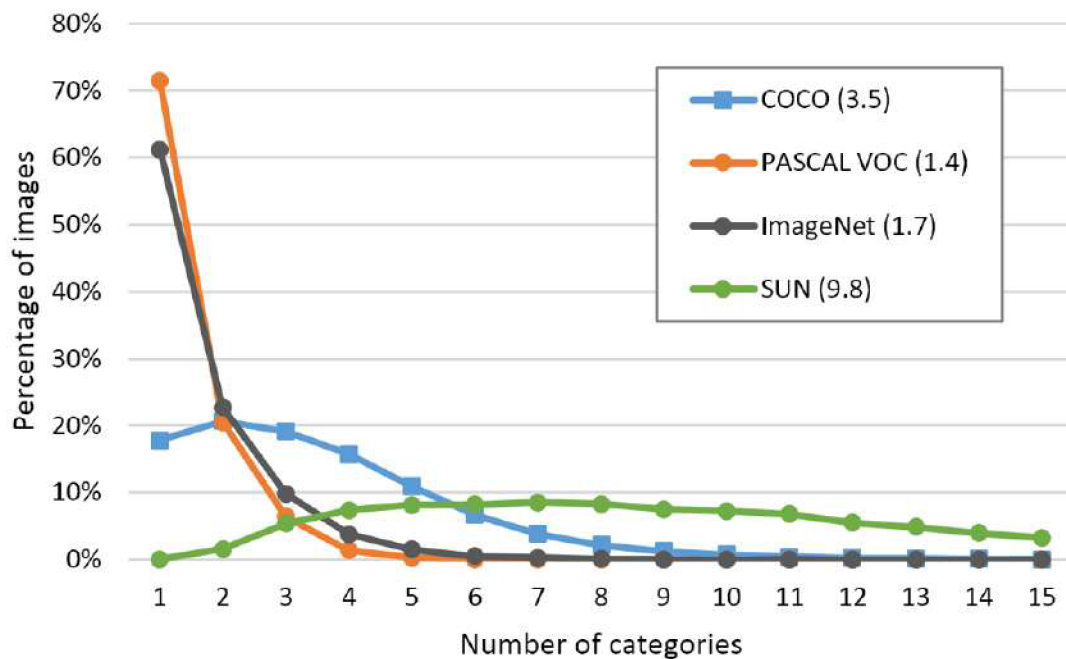 80%
70%
60%
50%
40%
30%
20%
10%
0%
Percentage of images
COCO (3.5)
PASCAL VOC (1.4)
ImageNet (1.7)
SUN (9.8)
1 2 3 4 5 6 7 8 9 10 11 12 13 14 15
Number of categories